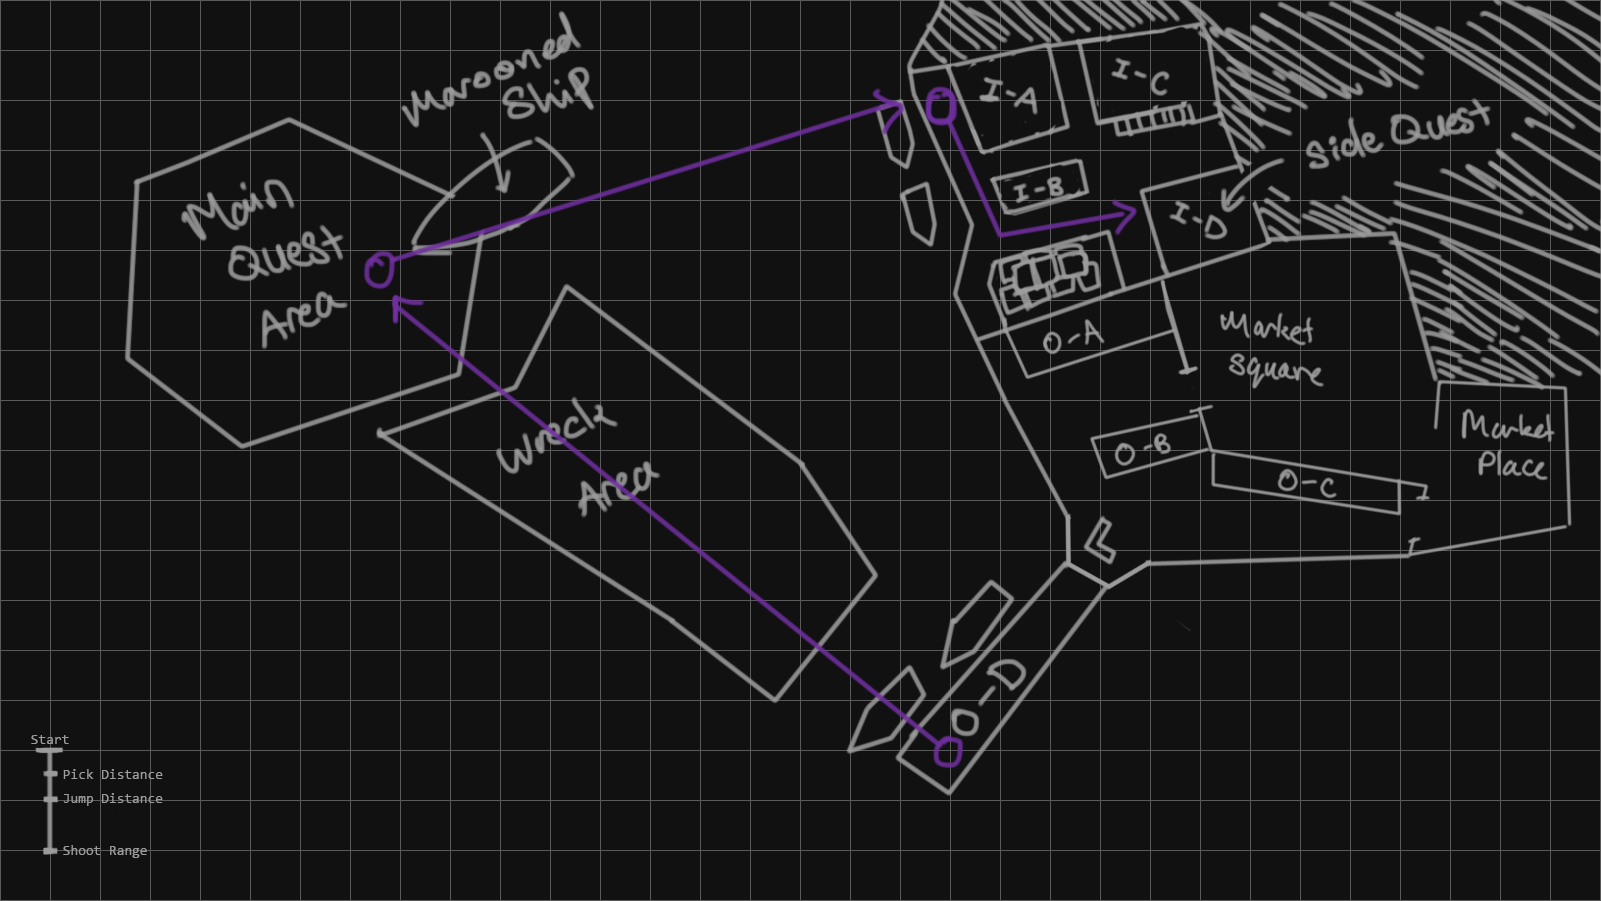 Marooned
Ship
I-A
I-C
Side Quest
Main
Quest
Area
I-B
I-D
O-A
Market
Square
Wreck
Area
O-B
O-C
Market
Place
O-D
Start
Pick Distance
Jump Distance
Shoot Range